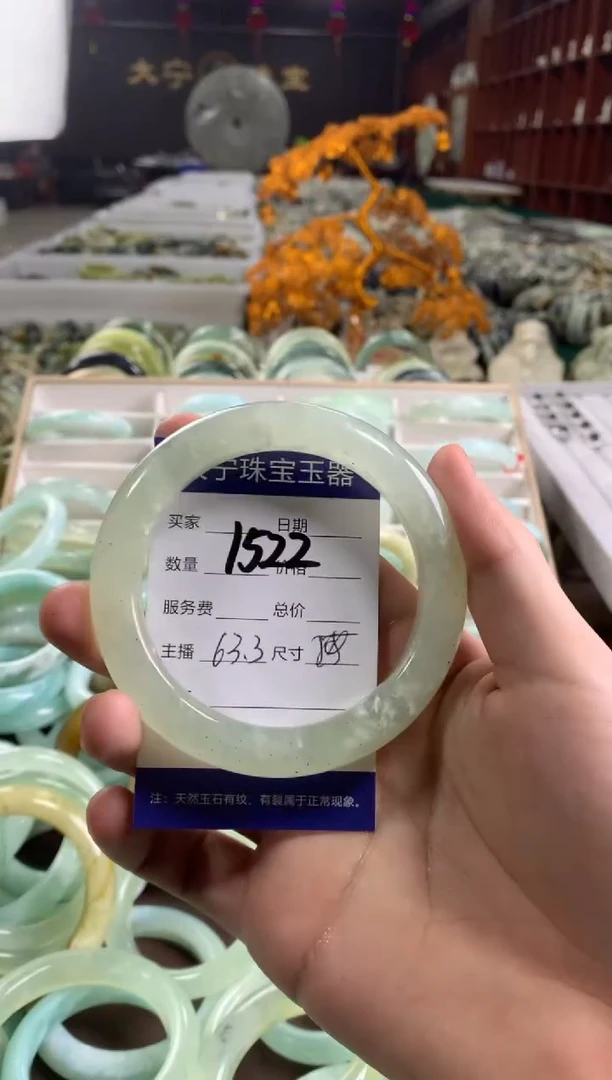 大宁
宁珠宝玉器
买家 日期
1522
数量 价格
服务费 总价
主播 63.3 尺寸
注：天然玉石有纹、有裂属于正常现象。